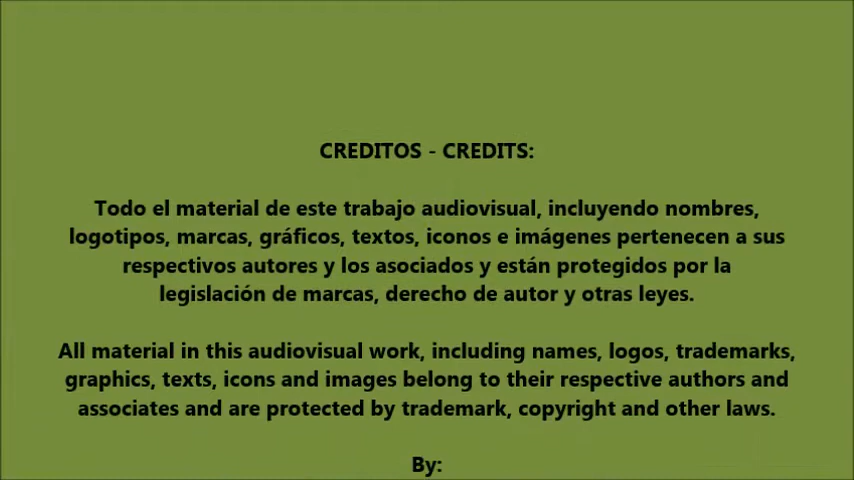 CREDITOS - CREDITS:
Todo el material de este trabajo audiovisual, incluyendo nombres,
logotipos, marcas, gráficos, textos, iconos e imágenes pertenecen a sus
respectivos autores y los asociados y están protegidos por la
legislación de marcas, derecho de autor y otras leyes.
All material in this audiovisual work, including names, logos, trademarks,
graphics, texts, icons and images belong to their respective authors and
associates and are protected by trademark, copyright and other laws.
By: